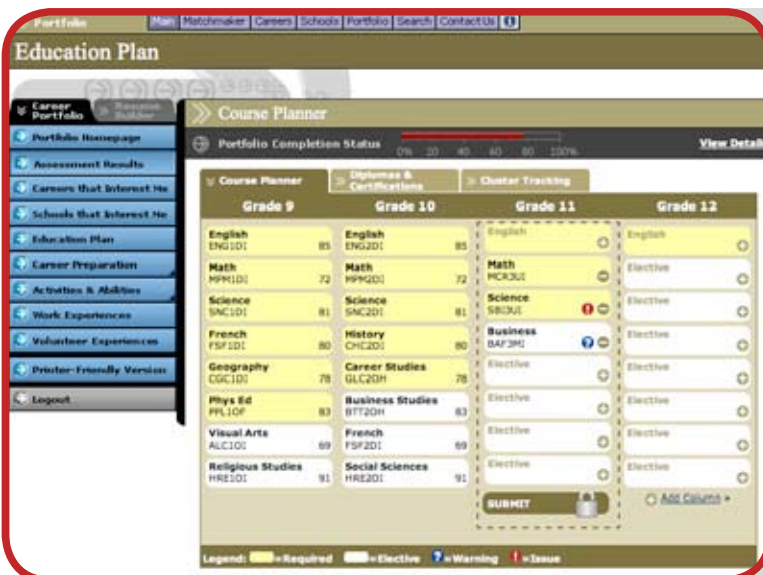 Portfolio
Main Matchmaker Careers Schools Portfolio Search Contact Us
Education Plan
Career Portfolio
Resume Builder
Course Planner
Portfolio Homepage
Portfolio Completion Status 0% 20 40 60 80 100% View Detail
Assessment Results
Careers that Interest Me
Schools that Interest Me
Education Plan
Career Preparation
Activities & Abilities
Work Experiences
Volunteer Experiences
Printer-Friendly Version
Logout
Course Planner
Diplomas & Certifications
Cluster Tracking
Grade 9 Grade 10 Grade 11 Grade 12
English English English English
ENG1DI 85 ENG2DI 85
Math Math Math Elective
MPM1DI 72 MPM2DI 72 MCR3UI
Science Science Science Elective
SNC1DI 81 SNC2DI 81 SBI3UI
French History Business Elective
FSF1DI 80 CHC2DI 80 BAF3MI
Geography Career Studies Elective Elective
CGC1DI 78 GLC2OH 78
Phys Ed Business Studies Elective Elective
PPL1OF 83 BTT2OH 83
Visual Arts French Elective Elective
ALC1OI 69 FSF2DI 69
Religious Studies Social Sciences Elective Elective
HRE1OI 91 HRE2OI 91
SUBMIT
Add Column
Legend: =Required =Elective ?=Warning !=Issue